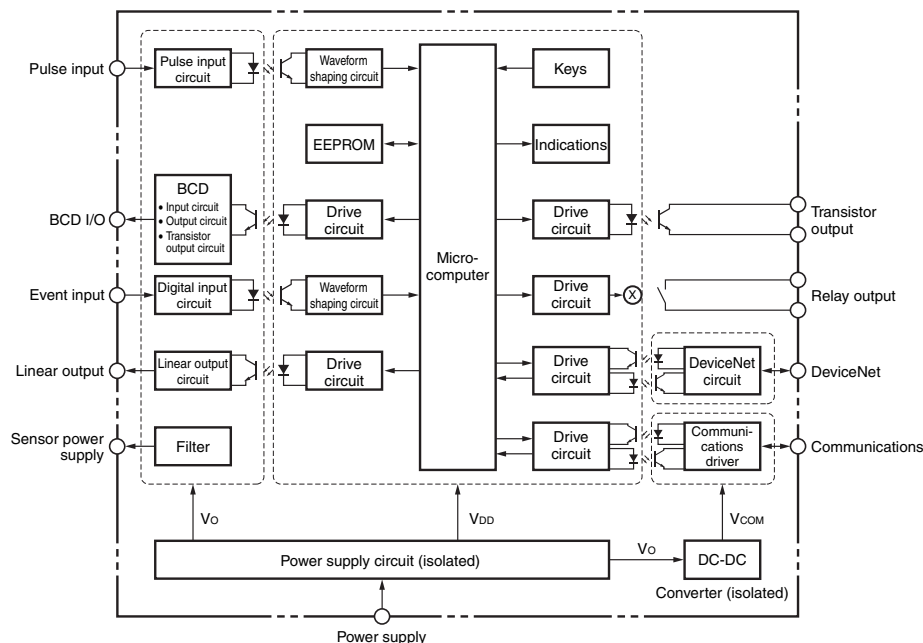 Pulse input
Pulse input
circuit
Waveform
shaping circuit
Keys
EEPROM
Indications
BCD I/O
BCD
• Input circuit
• Output circuit
• Transistor
output circuit
Drive
circuit
Micro-
computer
Drive
circuit
Transistor
output
Event input
Digital input
circuit
Waveform
shaping circuit
Drive
circuit
X
Relay output
Linear output
Linear output
circuit
Drive
circuit
Drive
circuit
DeviceNet
circuit
DeviceNet
Sensor power
supply
Filter
Drive
circuit
Communi-
cations
driver
Communications
VO
VDD
VCOM
Power supply circuit (isolated)
VO
DC-DC
Converter (isolated)
Power supply